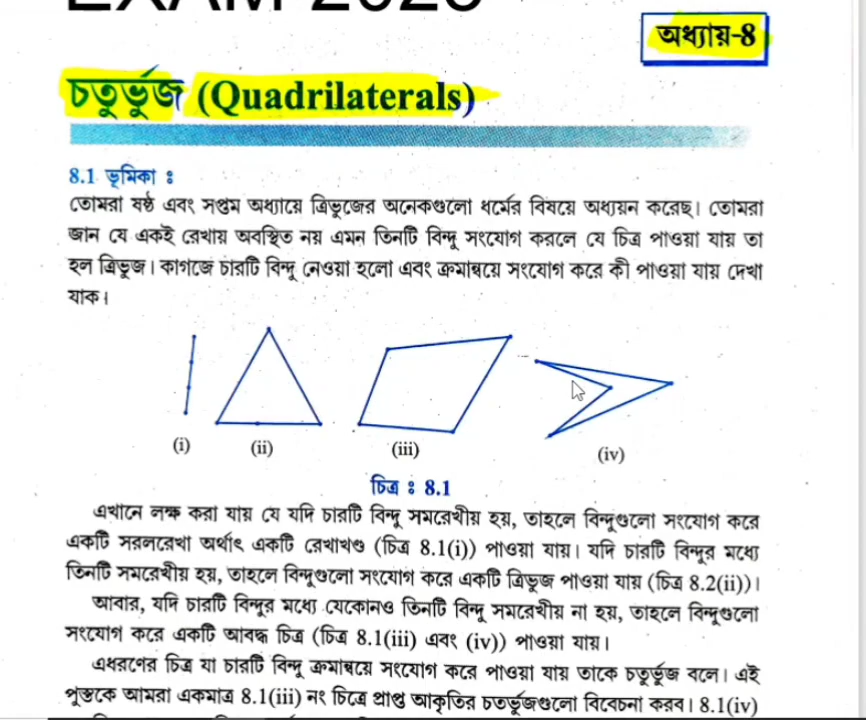 EXAM 2025
অধ্যায়-8
চতুর্ভুজ (Quadrilaterals)
8.1 ভূমিকা ঃ
তোমরা ষষ্ঠ এবং সপ্তম অধ্যায়ে ত্রিভুজের অনেকগুলো ধর্মের বিষয়ে অধ্যয়ন করেছ। তোমরা
জান যে একই রেখায় অবস্থিত নয় এমন তিনটি বিন্দু সংযোগ করলে যে চিত্র পাওয়া যায় তা
হল ত্রিভুজ। কাগজে চারটি বিন্দু নেওয়া হলো এবং ক্রমান্বয়ে সংযোগ করে কী পাওয়া যায় দেখা
যাক।
(i) (ii) (iii) (iv)
চিত্র ঃ 8.1
এখানে লক্ষ করা যায় যে যদি চারটি বিন্দু সমরেখীয় হয়, তাহলে বিন্দুগুলো সংযোগ করে
একটি সরলরেখা অর্থাৎ একটি রেখাখণ্ড (চিত্র 8.1(i)) পাওয়া যায়। যদি চারটি বিন্দুর মধ্যে
তিনটি সমরেখীয় হয়, তাহলে বিন্দুগুলো সংযোগ করে একটি ত্রিভুজ পাওয়া যায় (চিত্র 8.2(ii))।
আবার, যদি চারটি বিন্দুর মধ্যে যেকোনও তিনটি বিন্দু সমরেখীয় না হয়, তাহলে বিন্দুগুলো
সংযোগ করে একটি আবদ্ধ চিত্র (চিত্র 8.1(iii) এবং (iv)) পাওয়া যায়।
এধরণের চিত্র যা চারটি বিন্দু ক্রমান্বয়ে সংযোগ করে পাওয়া যায় তাকে চতুর্ভুজ বলে। এই
পুস্তকে আমরা একমাত্র 8.1(iii) নং চিত্রে প্রাপ্ত আকৃতির চতুর্ভুজগুলো বিবেচনা করব। 8.1(iv)